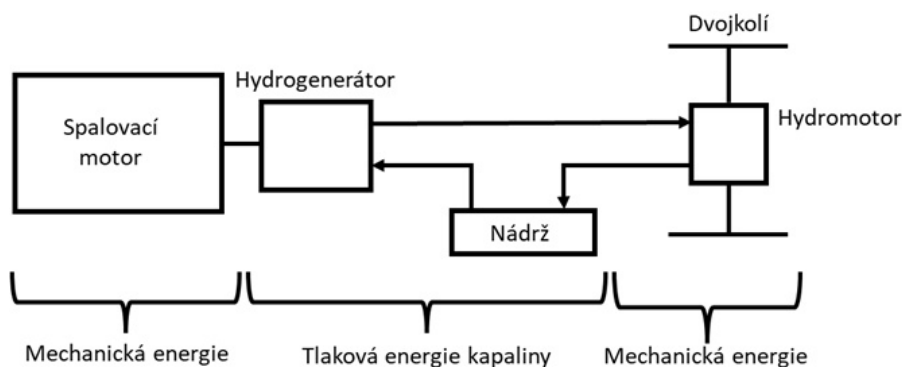 Dvojkolí
Hydrogenerátor
Spalovací
motor
Hydromotor
Nádrž
Mechanická energie
Tlaková energie kapaliny
Mechanická energie